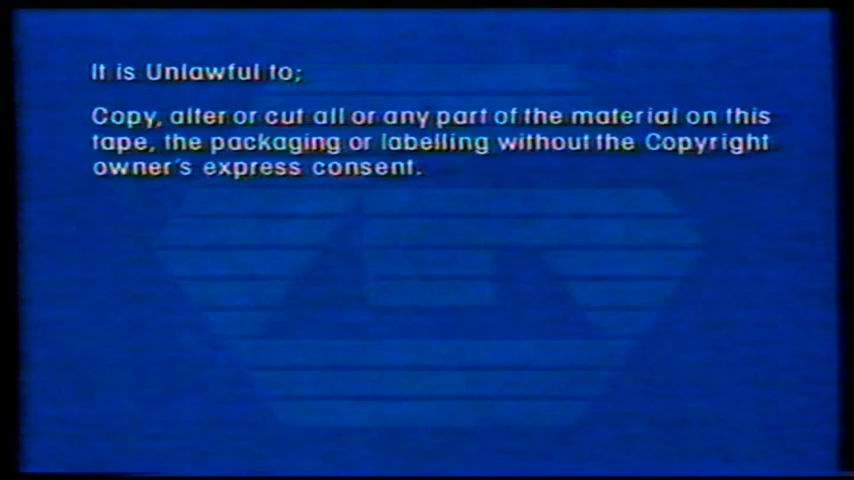 It is Unlawful to;
Copy, alter or cut all or any part of the material on this
tape, the packaging or labelling without the Copyright
owner's express consent.